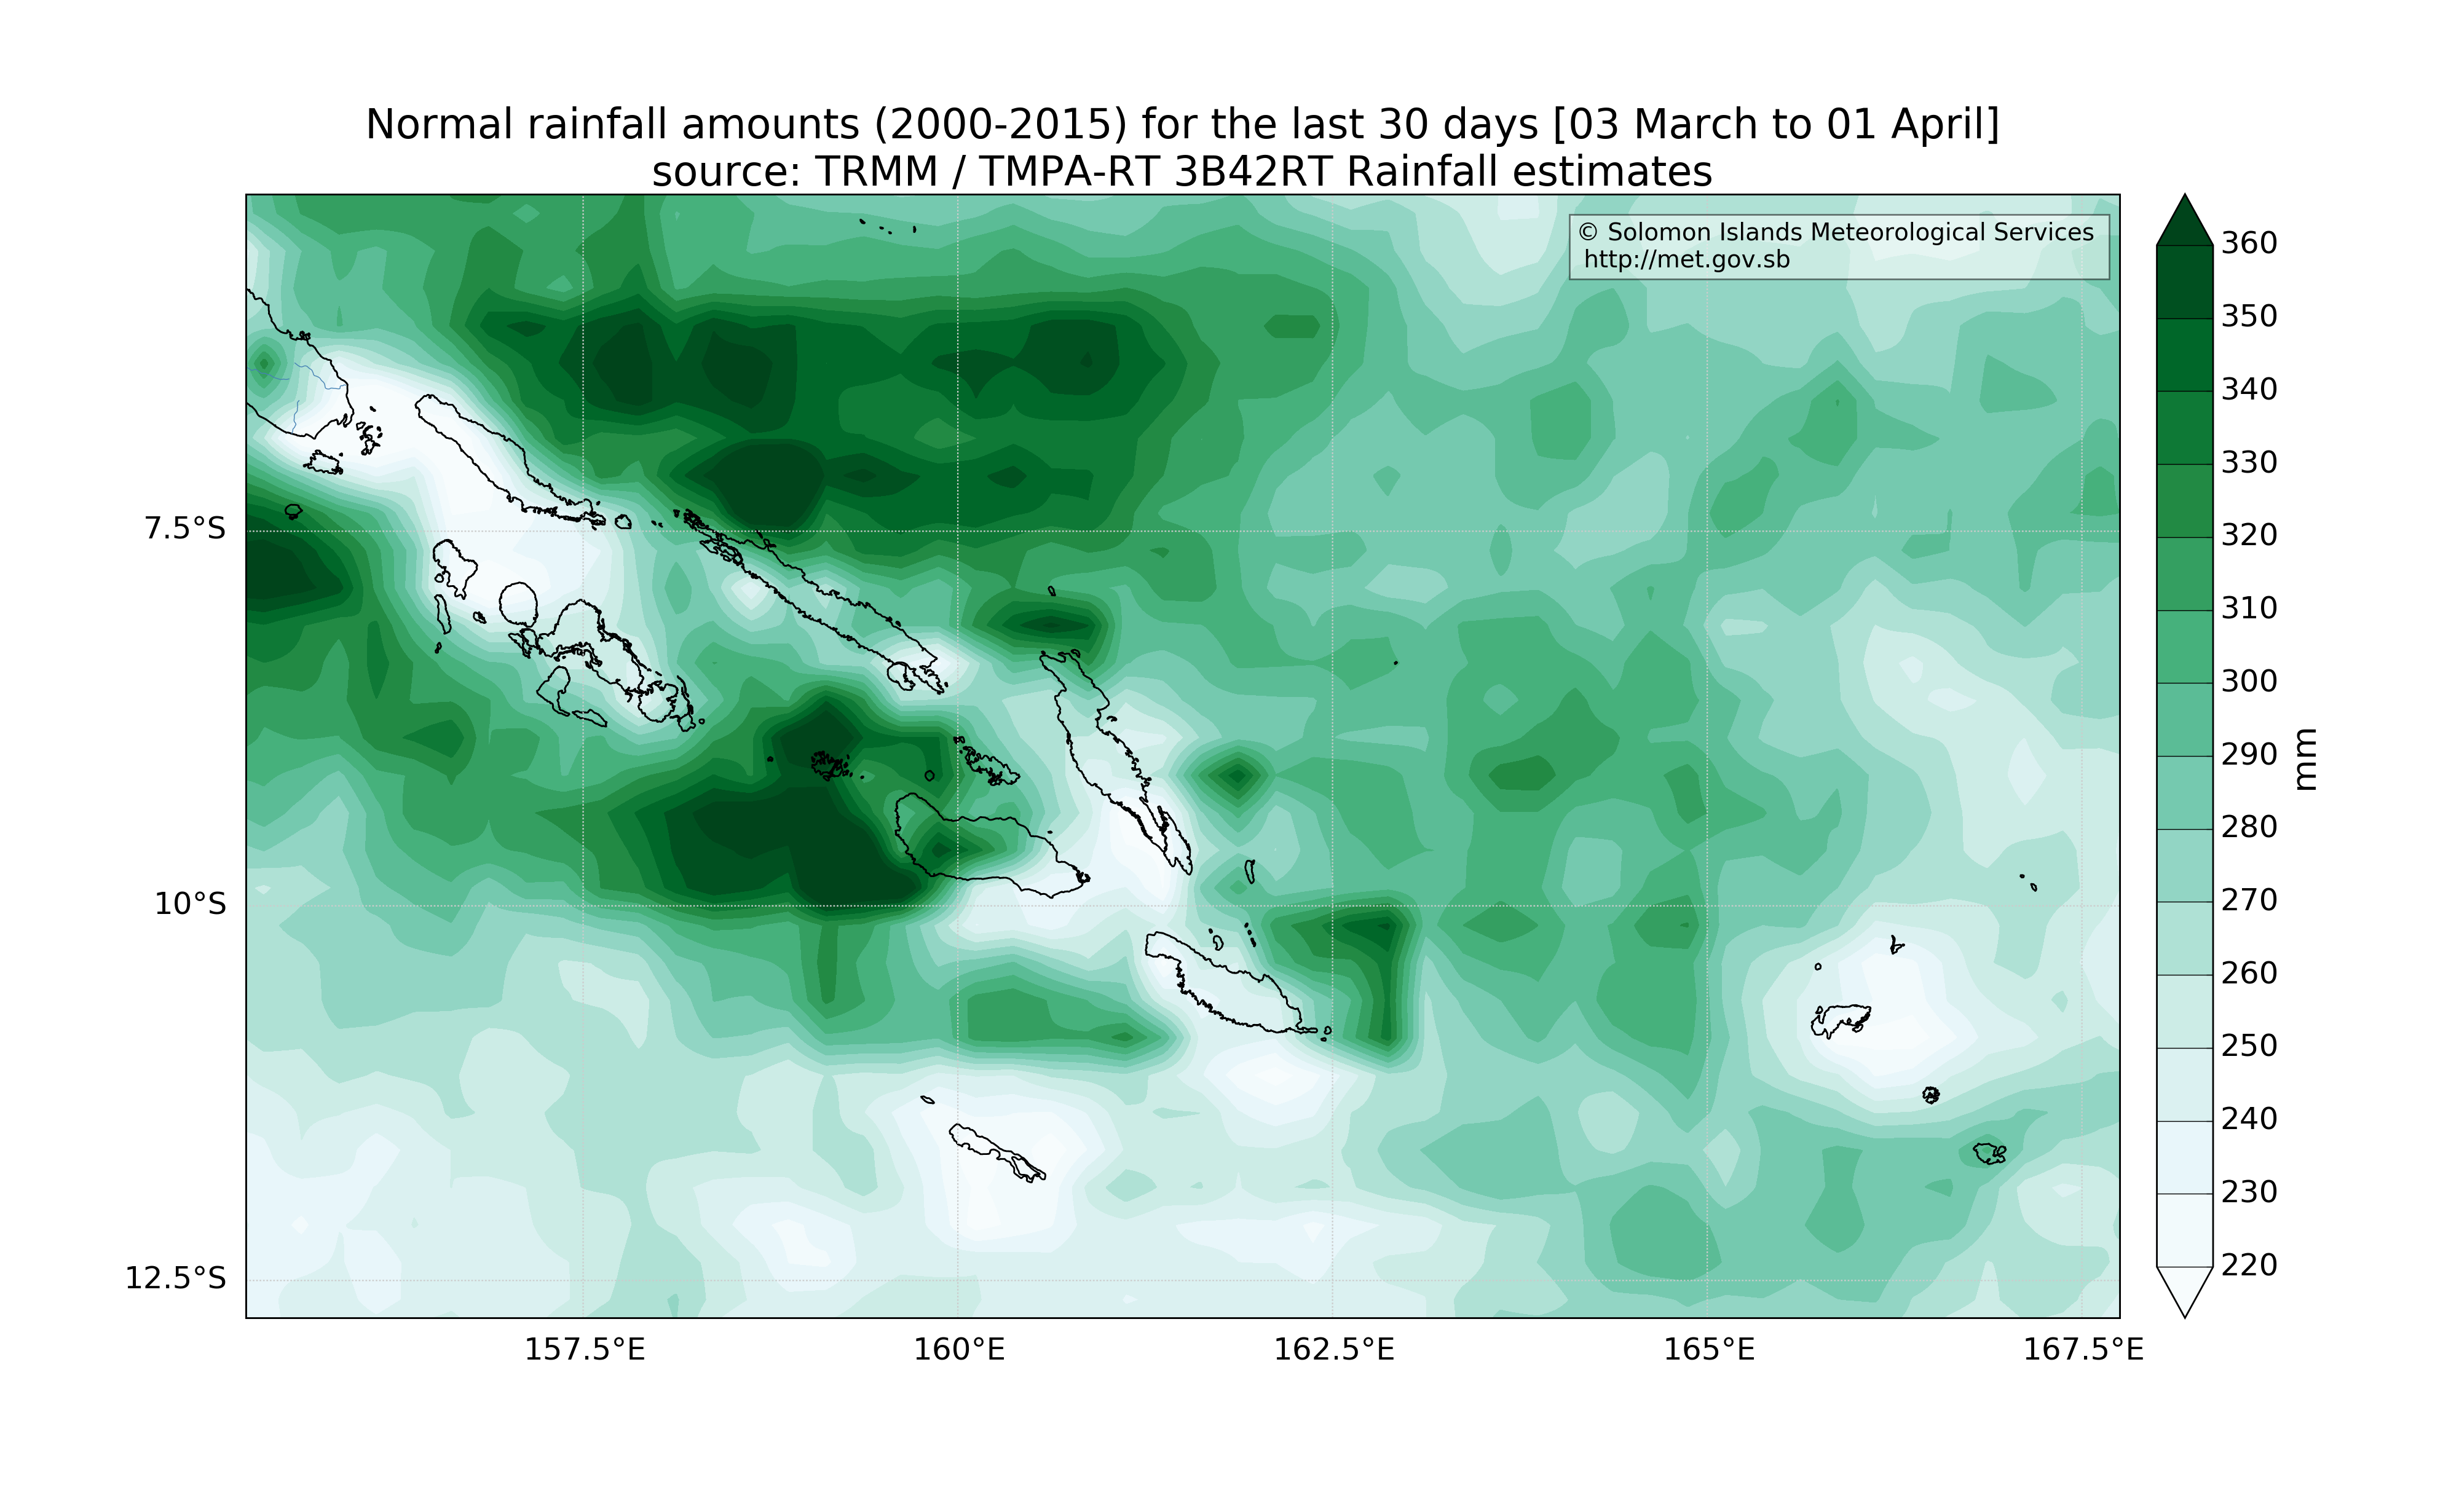 Normal rainfall amounts (2000-2015) for the last 30 days [03 March to 01 April]
source: TRMM / TMPA-RT 3B42RT Rainfall estimates
© Solomon Islands Meteorological Services
http://met.gov.sb
7.5°S
10°S
12.5°S
157.5°E
160°E
162.5°E
165°E
167.5°E
360
350
340
330
320
310
300
290
280
270
260
250
240
230
220
mm